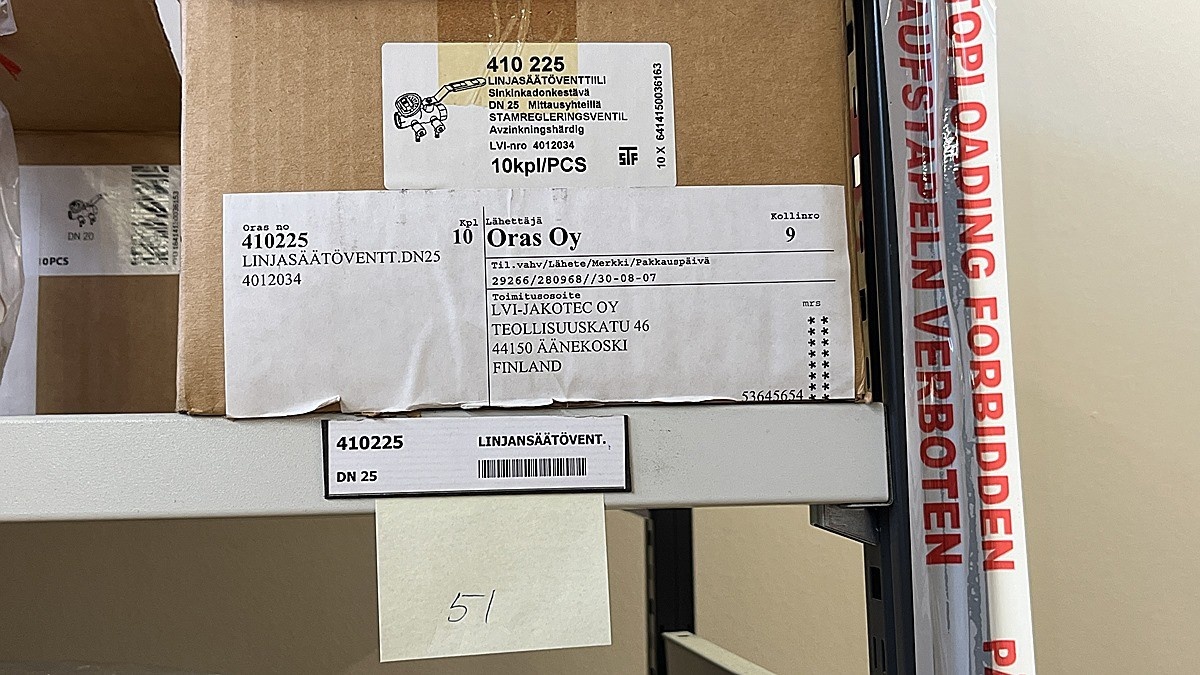 410 225
LINJASÄÄTÖVENTTIILI
Sinkinkadonkestävä
DN 25 Mittausyhteillä
STAMREGLERINGSVENTIL
Avzinkningshärdig
LVI-nro 4012034
10kpl/PCS
STF
10 X 6414150036163
Oras no
410225
LINJASÄÄTÖVENTT.DN25
4012034
Kpl
10
Lähettäjä
Oras Oy
Kollinro
9
Til.vahv/Lähete/Merkki/Pakkauspäivä
29266/280968//30-08-07
Toimitusosoite
LVI-JAKOTEC OY
TEOLLISUUSKATU 46
44150 ÄÄNEKOSKI
FINLAND
mrs
**
**
**
**
**
**
53645654 **
410225
LINJANSÄÄTÖVENT.,
DN 25
51
DN 20
10PCS
TOPLOADING FORBIDDEN
AUFSTAPELN VERBOTEN